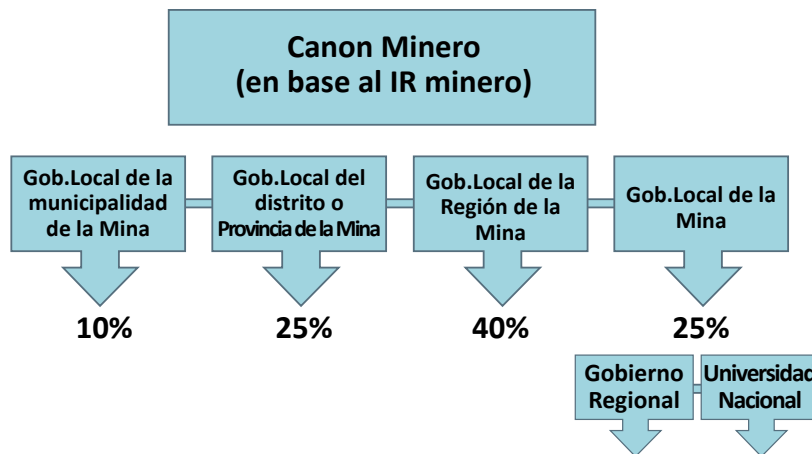 Canon Minero
(en base al IR minero)
Gob.Local de la
municipalidad
de la Mina
Gob.Local del
distrito o
Provincia de la Mina
Gob.Local de la
Región de la
Mina
Gob.Local de la
Mina
10%
25%
40%
25%
Gobierno
Regional
Universidad
Nacional